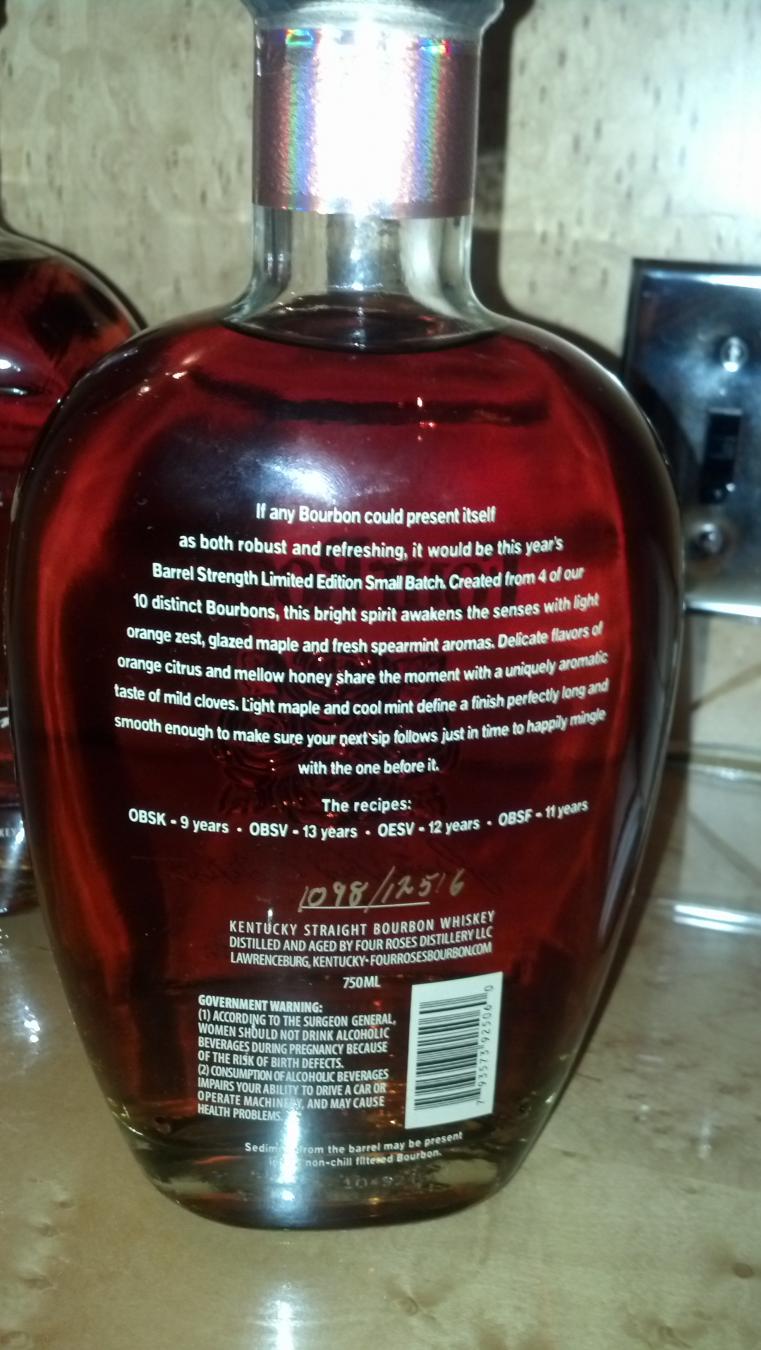 If any Bourbon could present itself
as both robust and refreshing, it would be this year's
Barrel Strength Limited Edition Small Batch. Created from 4 of our
10 distinct Bourbons, this bright spirit awakens the senses with light
orange zest, glazed maple and fresh spearmint aromas. Delicate flavors of
orange citrus and mellow honey share the moment with a uniquely aromatic
taste of mild cloves. Light maple and cool mint define a finish perfectly long and
smooth enough to make sure your next sip follows just in time to happily mingle
with the one before it.
The recipes:
OBSK - 9 years • OBSV - 13 years • OESV - 12 years • OBSF - 11 years
1098/12516
KENTUCKY STRAIGHT BOURBON WHISKEY
DISTILLED AND AGED BY FOUR ROSES DISTILLERY LLC
LAWRENCEBURG, KENTUCKY • FOURROSESBOURBON.COM
750ML
GOVERNMENT WARNING:
(1) ACCORDING TO THE SURGEON GENERAL,
WOMEN SHOULD NOT DRINK ALCOHOLIC
BEVERAGES DURING PREGNANCY BECAUSE
OF THE RISK OF BIRTH DEFECTS.
(2) CONSUMPTION OF ALCOHOLIC BEVERAGES
IMPAIRS YOUR ABILITY TO DRIVE A CAR OR
OPERATE MACHINERY, AND MAY CAUSE
HEALTH PROBLEMS.
7 93573 92506 0
Sediment from the barrel may be present
non-chill filtered Bourbon.